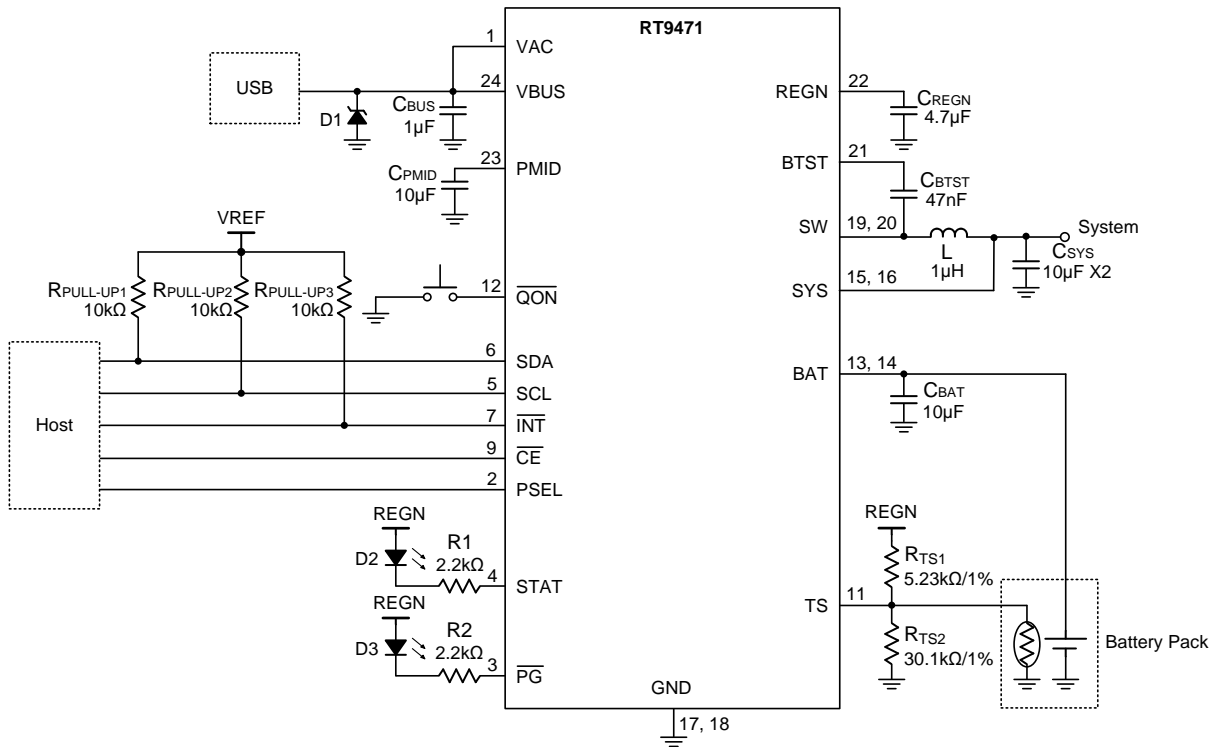 RT9471
1
VAC
USB
24
VBUS
D1
CBUS
1µF
23
PMID
CPMID
10µF
VREF
RPULL-UP1
10kΩ
RPULL-UP2
10kΩ
RPULL-UP3
10kΩ
12
QON
Host
6
SDA
5
SCL
7
INT
9
CE
2
PSEL
REGN
D2
R1
2.2kΩ
4
STAT
REGN
D3
R2
2.2kΩ
3
PG
GND
17, 18
REGN
22
CREGN
4.7µF
BTST
21
CBTST
47nF
SW
19, 20
L
1µH
System
CSYS
10µF X2
SYS
15, 16
BAT
13, 14
CBAT
10µF
REGN
RTS1
5.23kΩ/1%
TS
11
RTS2
30.1kΩ/1%
Battery Pack